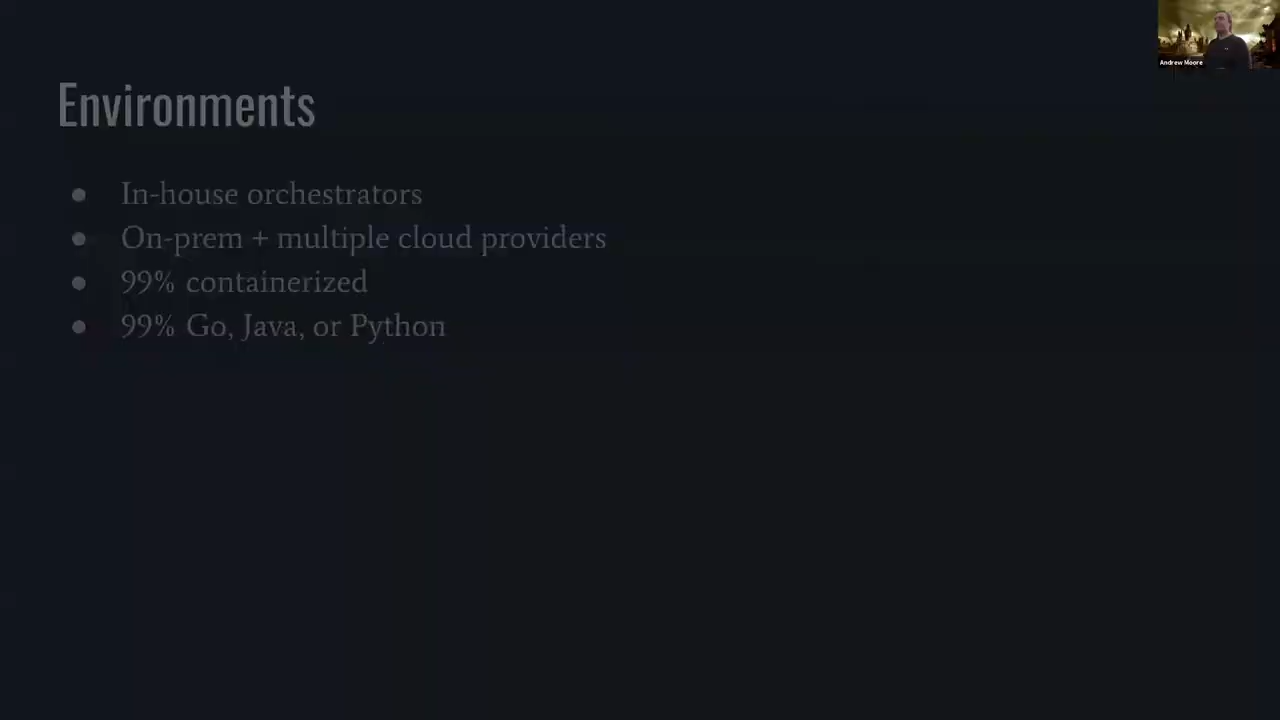 Environments
● In-house orchestrators
● On-prem + multiple cloud providers
● 99% containerized
● 99% Go, Java, or Python
Andrew Moore